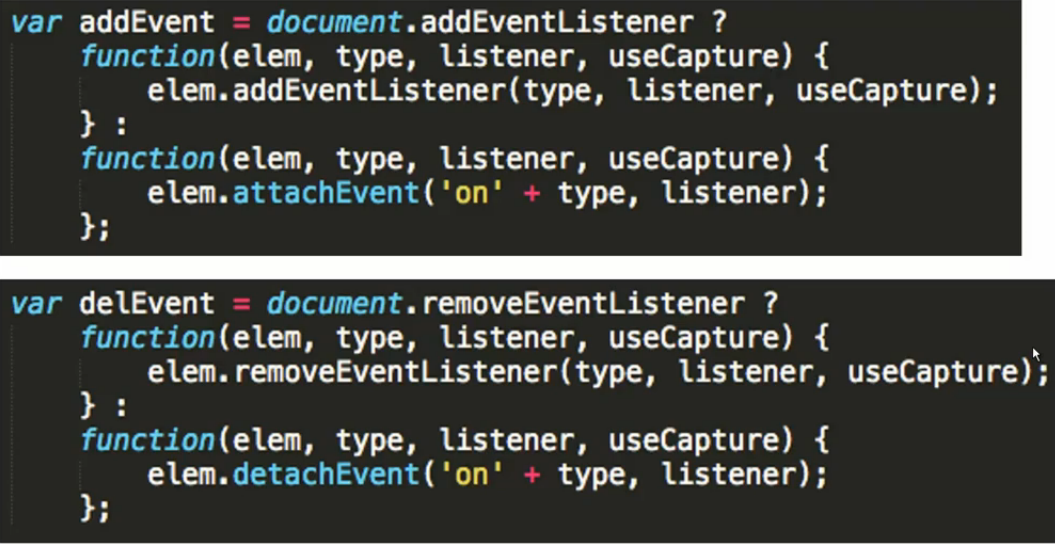 var addEvent = document.addEventListener ?
function(elem, type, listener, useCapture) {
elem.addEventListener(type, listener, useCapture);
} :
function(elem, type, listener, useCapture) {
elem.attachEvent('on' + type, listener);
};
var delEvent = document.removeEventListener ?
function(elem, type, listener, useCapture) {
elem.removeEventListener(type, listener, useCapture);
} :
function(elem, type, listener, useCapture) {
elem.detachEvent('on' + type, listener);
};